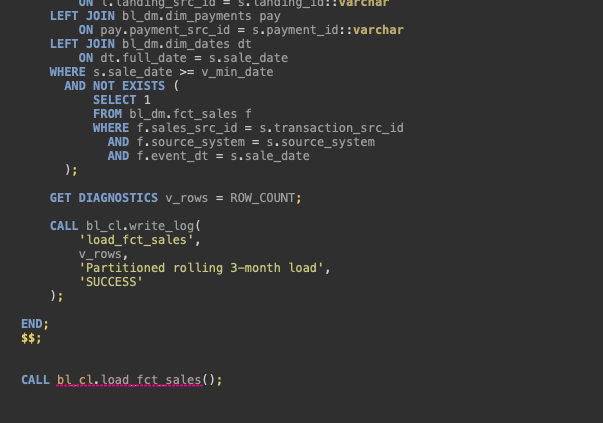 ON l.landing_src_id = s.landing_id::varchar
LEFT JOIN bl_dm.dim_payments pay
ON pay.payment_src_id = s.payment_id::varchar
LEFT JOIN bl_dm.dim_dates dt
ON dt.full_date = s.sale_date
WHERE s.sale_date >= v_min_date
AND NOT EXISTS (
SELECT 1
FROM bl_dm.fct_sales f
WHERE f.sales_src_id = s.transaction_src_id
AND f.source_system = s.source_system
AND f.event_dt = s.sale_date
);
GET DIAGNOSTICS v_rows = ROW_COUNT;
CALL bl_cl.write_log(
'load_fct_sales',
v_rows,
'Partitioned rolling 3-month load',
'SUCCESS'
);
END;
$$;
CALL bl_cl.load_fct_sales();